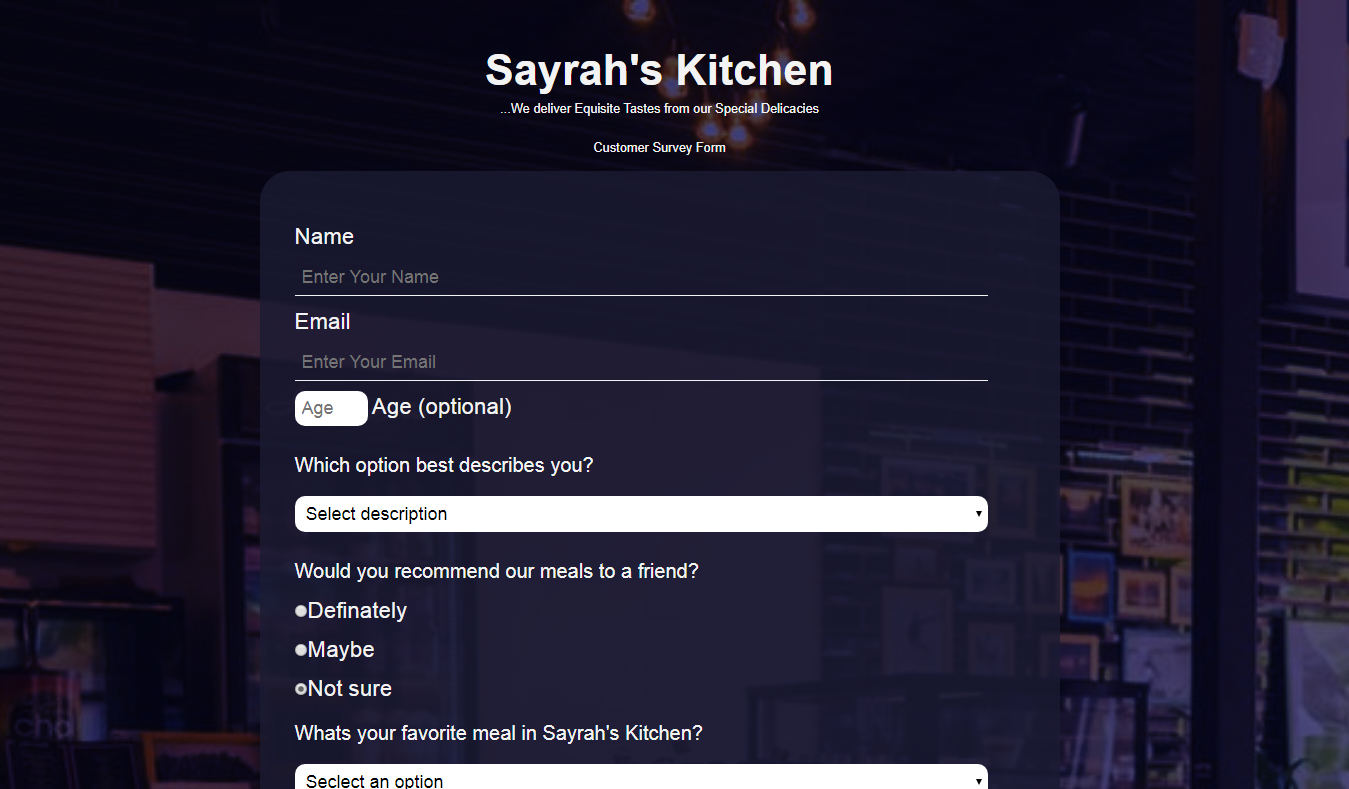 Sayrah's Kitchen
...We deliver Equisite Tastes from our Special Delicacies
Customer Survey Form
Name
Enter Your Name
Email
Enter Your Email
Age Age (optional)
Which option best describes you?
Select description
Would you recommend our meals to a friend?
Definately
Maybe
Not sure
Whats your favorite meal in Sayrah's Kitchen?
Seclect an option